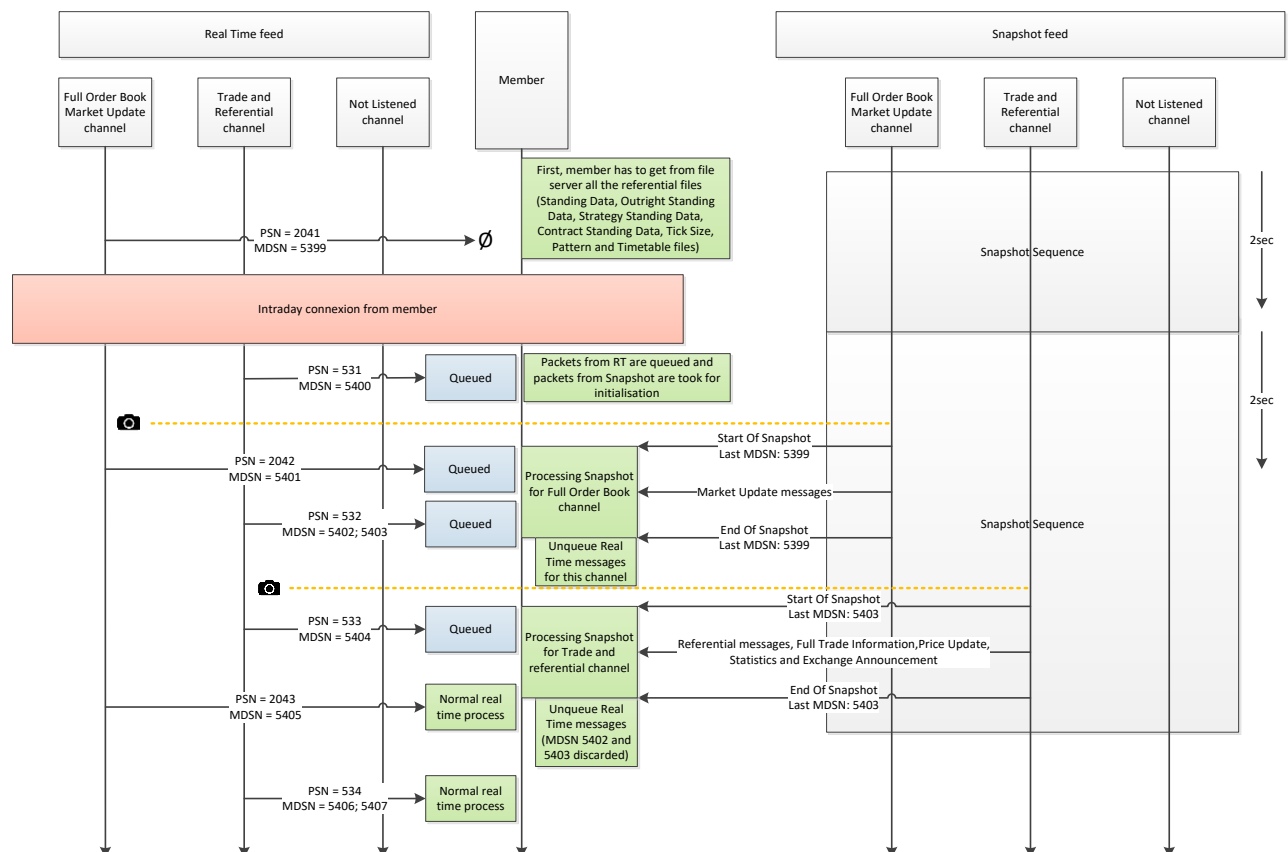 Real Time feed
Member
Snapshot feed
Full Order Book
Market Update
channel
Trade and
Referential
channel
Not Listened
channel
Full Order Book
Market Update
channel
Trade and
Referential
channel
Not Listened
channel
First, member has to get from file
server all the referential files
(Standing Data, Outright Standing
Data, Strategy Standing Data,
Contract Standing Data, Tick Size,
Pattern and Timetable files)
PSN = 2041
MDSN = 5399
Ø
Snapshot Sequence
2sec
Intraday connexion from member
PSN = 531
MDSN = 5400
Queued
Packets from RT are queued and
packets from Snapshot are took for
initialisation
2sec
Start Of Snapshot
Last MDSN: 5399
PSN = 2042
MDSN = 5401
Queued
Processing Snapshot
for Full Order Book
channel
Market Update messages
PSN = 532
MDSN = 5402; 5403
Queued
End Of Snapshot
Last MDSN: 5399
Snapshot Sequence
Unqueue Real
Time messages
for this channel
Start Of Snapshot
Last MDSN: 5403
PSN = 533
MDSN = 5404
Queued
Processing Snapshot
for Trade and
referential channel
Referential messages, Full Trade Information,Price Update,
Statistics and Exchange Announcement
End Of Snapshot
Last MDSN: 5403
PSN = 2043
MDSN = 5405
Normal real
time process
Unqueue Real
Time messages
(MDSN 5402 and
5403 discarded)
PSN = 534
MDSN = 5406; 5407
Normal real
time process